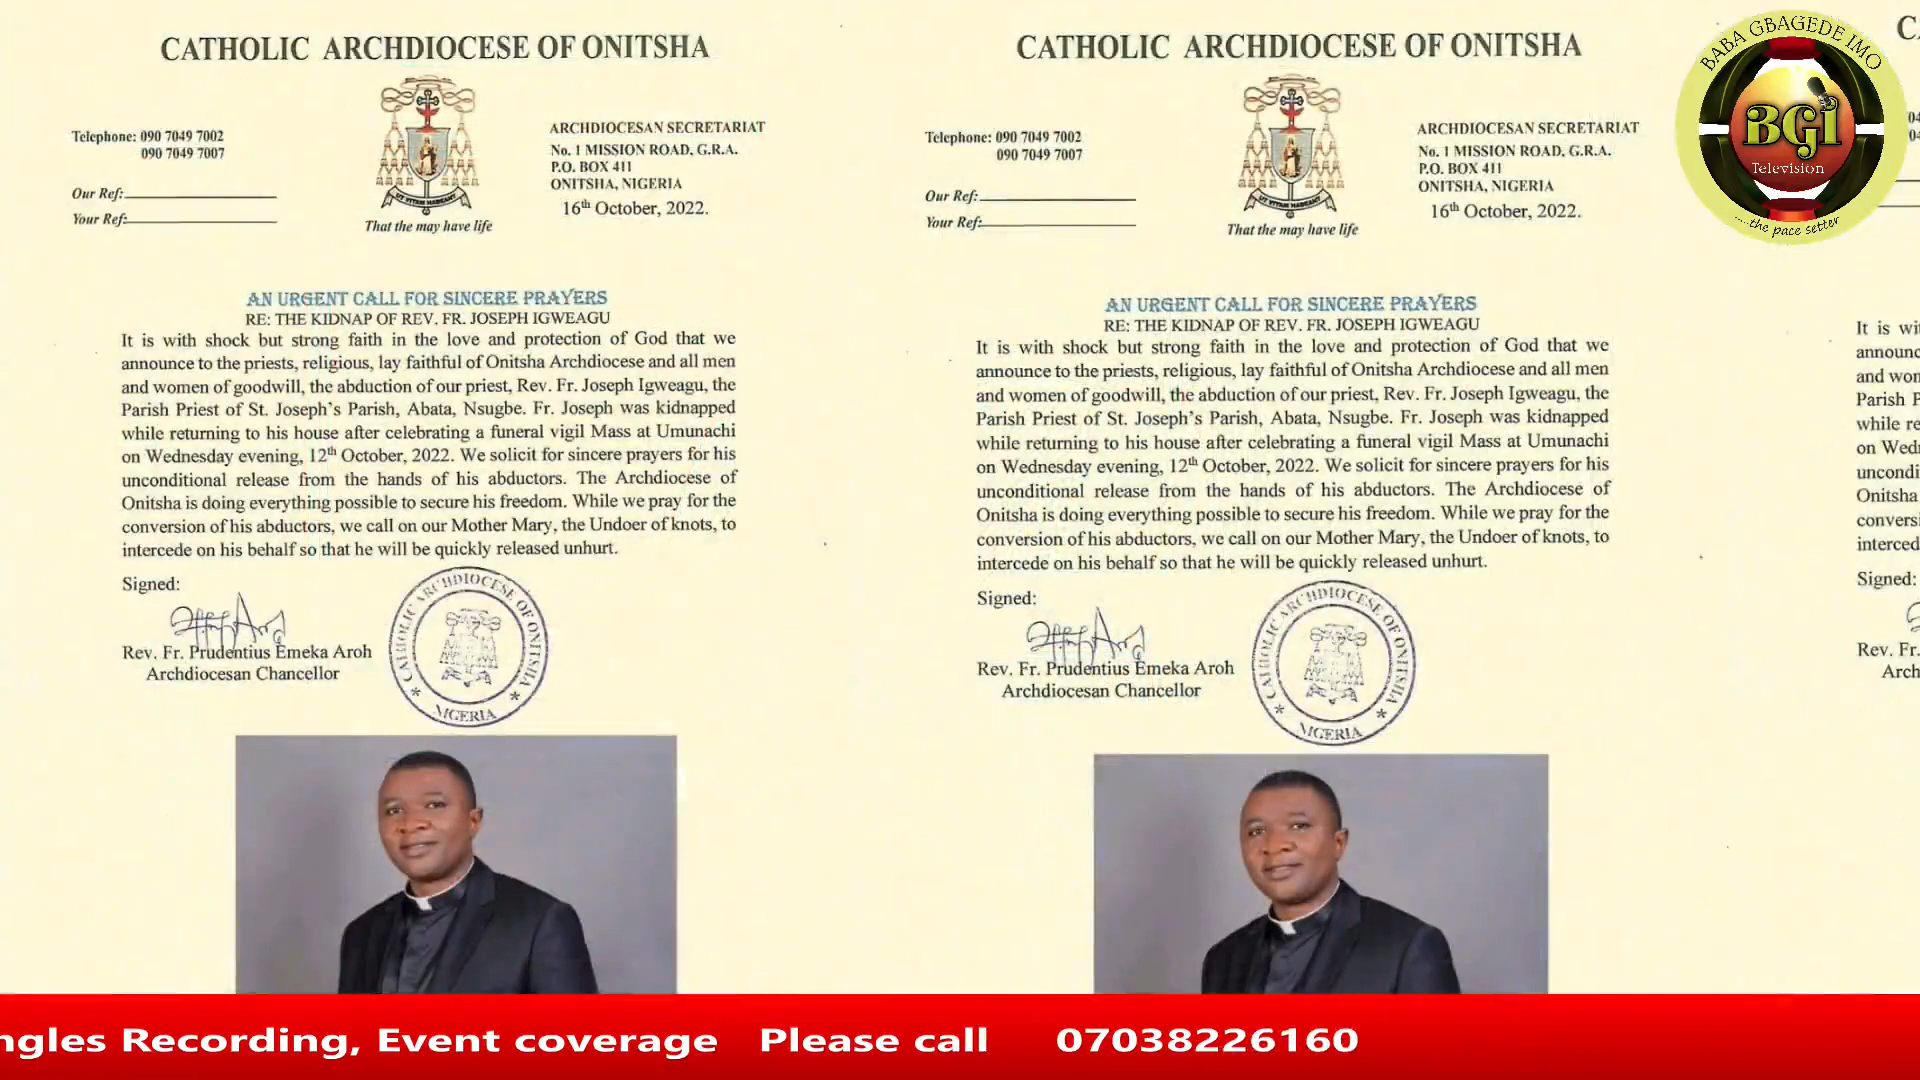 CATHOLIC ARCHDIOCESE OF ONITSHA
Telephone: 090 7049 7002
090 7049 7007
Our Ref:
Your Ref:
UT VITAM HABEANT
That the may have life
ARCHDIOCESAN SECRETARIAT
No. 1 MISSION ROAD, G.R.A.
P.O. BOX 411
ONITSHA, NIGERIA
16th October, 2022.
AN URGENT CALL FOR SINCERE PRAYERS
RE: THE KIDNAP OF REV. FR. JOSEPH IGWEAGU
It is with shock but strong faith in the love and protection of God that we
announce to the priests, religious, lay faithful of Onitsha Archdiocese and all men
and women of goodwill, the abduction of our priest, Rev. Fr. Joseph Igweagu, the
Parish Priest of St. Joseph's Parish, Abata, Nsugbe. Fr. Joseph was kidnapped
while returning to his house after celebrating a funeral vigil Mass at Umunachi
on Wednesday evening, 12th October, 2022. We solicit for sincere prayers for his
unconditional release from the hands of his abductors. The Archdiocese of
Onitsha is doing everything possible to secure his freedom. While we pray for the
conversion of his abductors, we call on our Mother Mary, the Undoer of knots, to
intercede on his behalf so that he will be quickly released unhurt.
Signed:
Rev. Fr. Prudentius Emeka Aroh
Archdiocesan Chancellor
CATHOLIC ARCHDIOCESE OF ONITSHA
NIGERIA
CATHOLIC ARCHDIOCESE OF ONITSHA
Telephone: 090 7049 7002
090 7049 7007
Our Ref:
Your Ref:
UT VITAM HABEANT
That the may have life
ARCHDIOCESAN SECRETARIAT
No. 1 MISSION ROAD, G.R.A.
P.O. BOX 411
ONITSHA, NIGERIA
16th October, 2022.
AN URGENT CALL FOR SINCERE PRAYERS
RE: THE KIDNAP OF REV. FR. JOSEPH IGWEAGU
It is with shock but strong faith in the love and protection of God that we
announce to the priests, religious, lay faithful of Onitsha Archdiocese and all men
and women of goodwill, the abduction of our priest, Rev. Fr. Joseph Igweagu, the
Parish Priest of St. Joseph's Parish, Abata, Nsugbe. Fr. Joseph was kidnapped
while returning to his house after celebrating a funeral vigil Mass at Umunachi
on Wednesday evening, 12th October, 2022. We solicit for sincere prayers for his
unconditional release from the hands of his abductors. The Archdiocese of
Onitsha is doing everything possible to secure his freedom. While we pray for the
conversion of his abductors, we call on our Mother Mary, the Undoer of knots, to
intercede on his behalf so that he will be quickly released unhurt.
Signed:
Rev. Fr. Prudentius Emeka Aroh
Archdiocesan Chancellor
CATHOLIC ARCHDIOCESE OF ONITSHA
NIGERIA
BABA GBAGEDE IMO
BGI
Television
.....the pace setter
It is wi
announc
and won
Parish P
while re
on Wed
uncondi
Onitsha
conversi
interced
Signed:
Rev. Fr.
Arch
ngles Recording, Event coverage Please call 07038226160